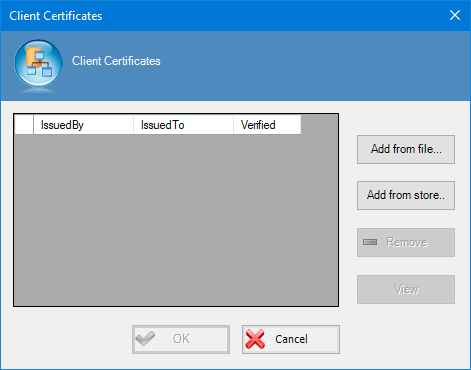 Client Certificates
Client Certificates
IssuedBy IssuedTo Verified
Add from file...
Add from store..
Remove
View
OK Cancel